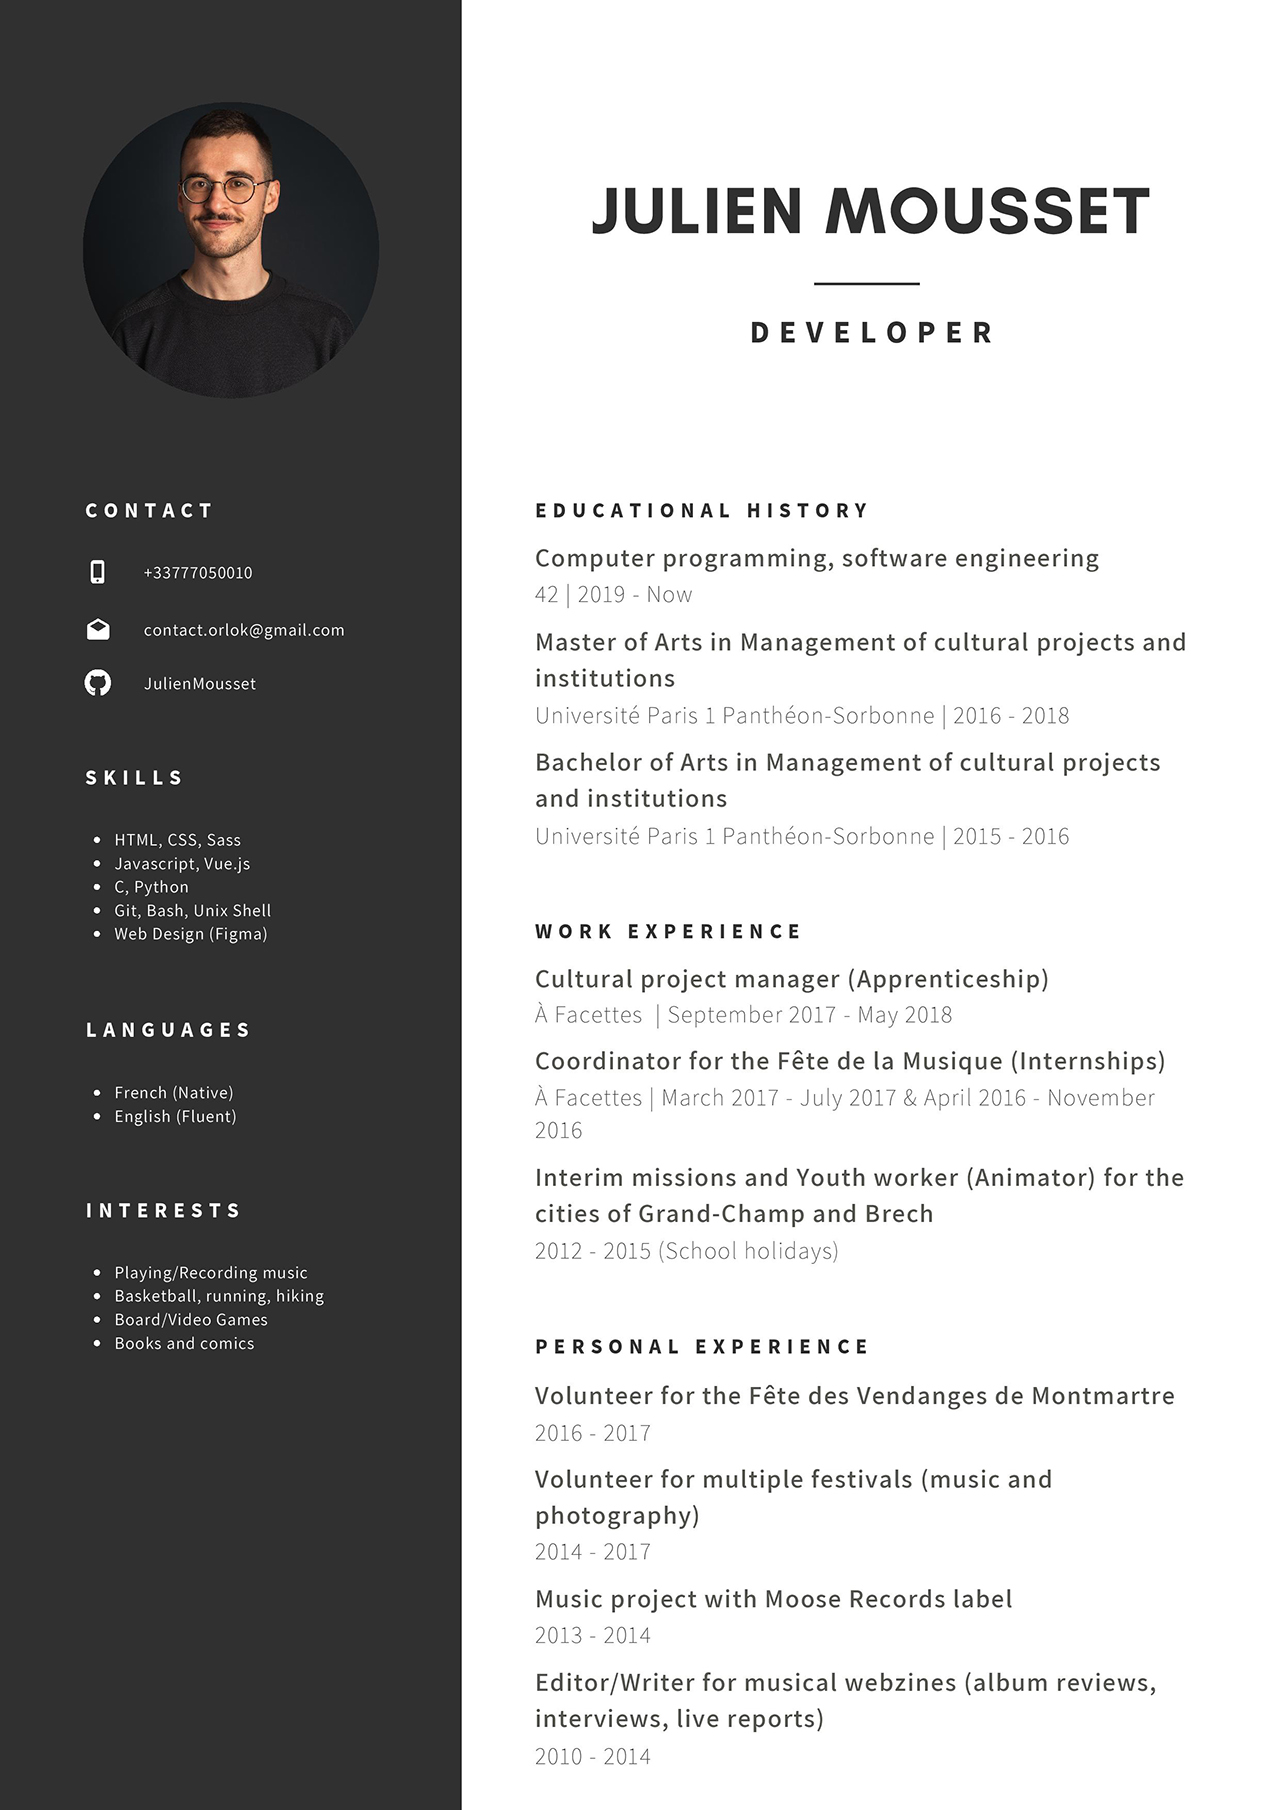 JULIEN MOUSSET
DEVELOPER
CONTACT
+33777050010
contact.orlok@gmail.com
JulienMousset
SKILLS
• HTML, CSS, Sass
• Javascript, Vue.js
• C, Python
• Git, Bash, Unix Shell
• Web Design (Figma)
LANGUAGES
• French (Native)
• English (Fluent)
INTERESTS
• Playing/Recording music
• Basketball, running, hiking
• Board/Video Games
• Books and comics
EDUCATIONAL HISTORY
Computer programming, software engineering
42 | 2019 - Now
Master of Arts in Management of cultural projects and
institutions
Université Paris 1 Panthéon-Sorbonne | 2016 - 2018
Bachelor of Arts in Management of cultural projects
and institutions
Université Paris 1 Panthéon-Sorbonne | 2015 - 2016
WORK EXPERIENCE
Cultural project manager (Apprenticeship)
À Facettes | September 2017 - May 2018
Coordinator for the Fête de la Musique (Internships)
À Facettes | March 2017 - July 2017 & April 2016 - November
2016
Interim missions and Youth worker (Animator) for the
cities of Grand-Champ and Brech
2012 - 2015 (School holidays)
PERSONAL EXPERIENCE
Volunteer for the Fête des Vendanges de Montmartre
2016 - 2017
Volunteer for multiple festivals (music and
photography)
2014 - 2017
Music project with Moose Records label
2013 - 2014
Editor/Writer for musical webzines (album reviews,
interviews, live reports)
2010 - 2014